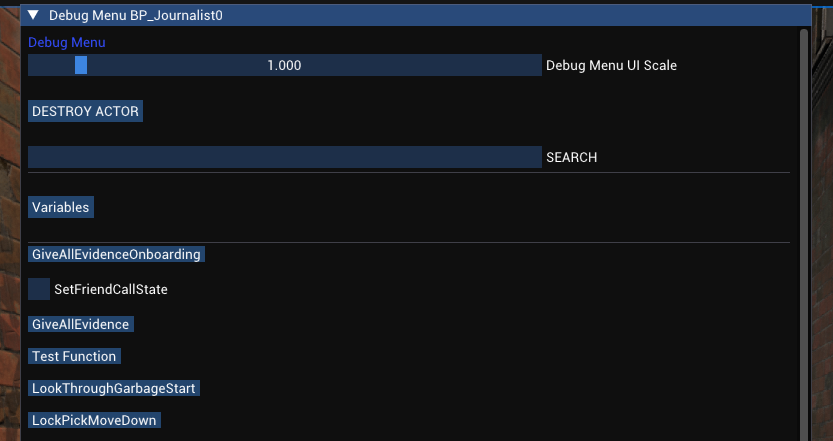 Debug Menu BP_Journalist0
Debug Menu
1.000 Debug Menu UI Scale
DESTROY ACTOR
SEARCH
Variables
GiveAllEvidenceOnboarding
SetFriendCallState
GiveAllEvidence
Test Function
LookThroughGarbageStart
LockPickMoveDown